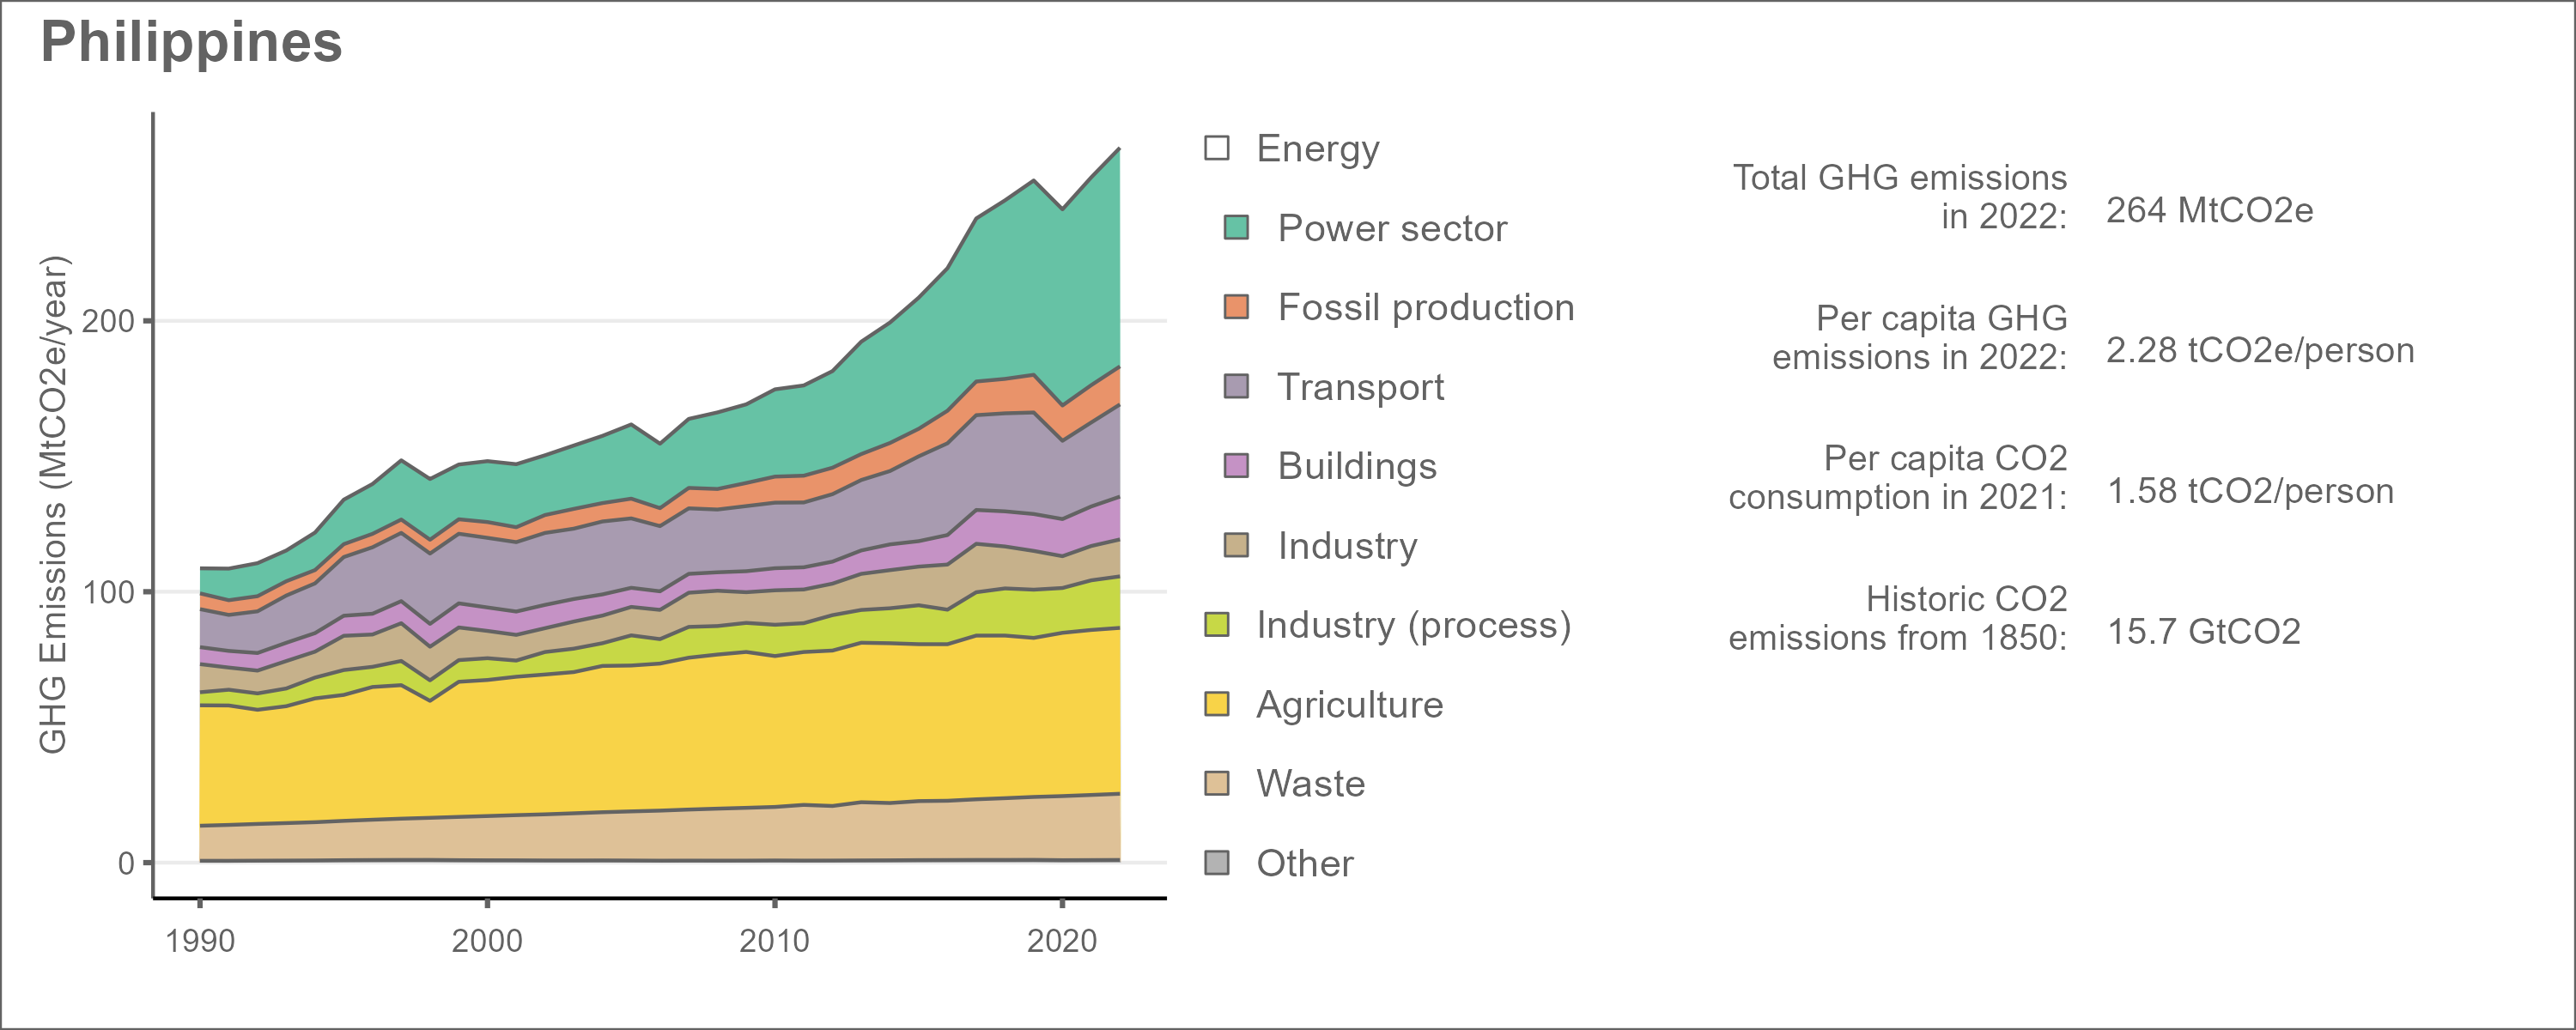 Philippines
GHG Emissions (MtCO2e/year)
200
100
0
1990
2000
2010
2020
Energy
Power sector
Fossil production
Transport
Buildings
Industry
Industry (process)
Agriculture
Waste
Other
Total GHG emissions
in 2022:
264 MtCO2e
Per capita GHG
emissions in 2022:
2.28 tCO2e/person
Per capita CO2
consumption in 2021:
1.58 tCO2/person
Historic CO2
emissions from 1850:
15.7 GtCO2